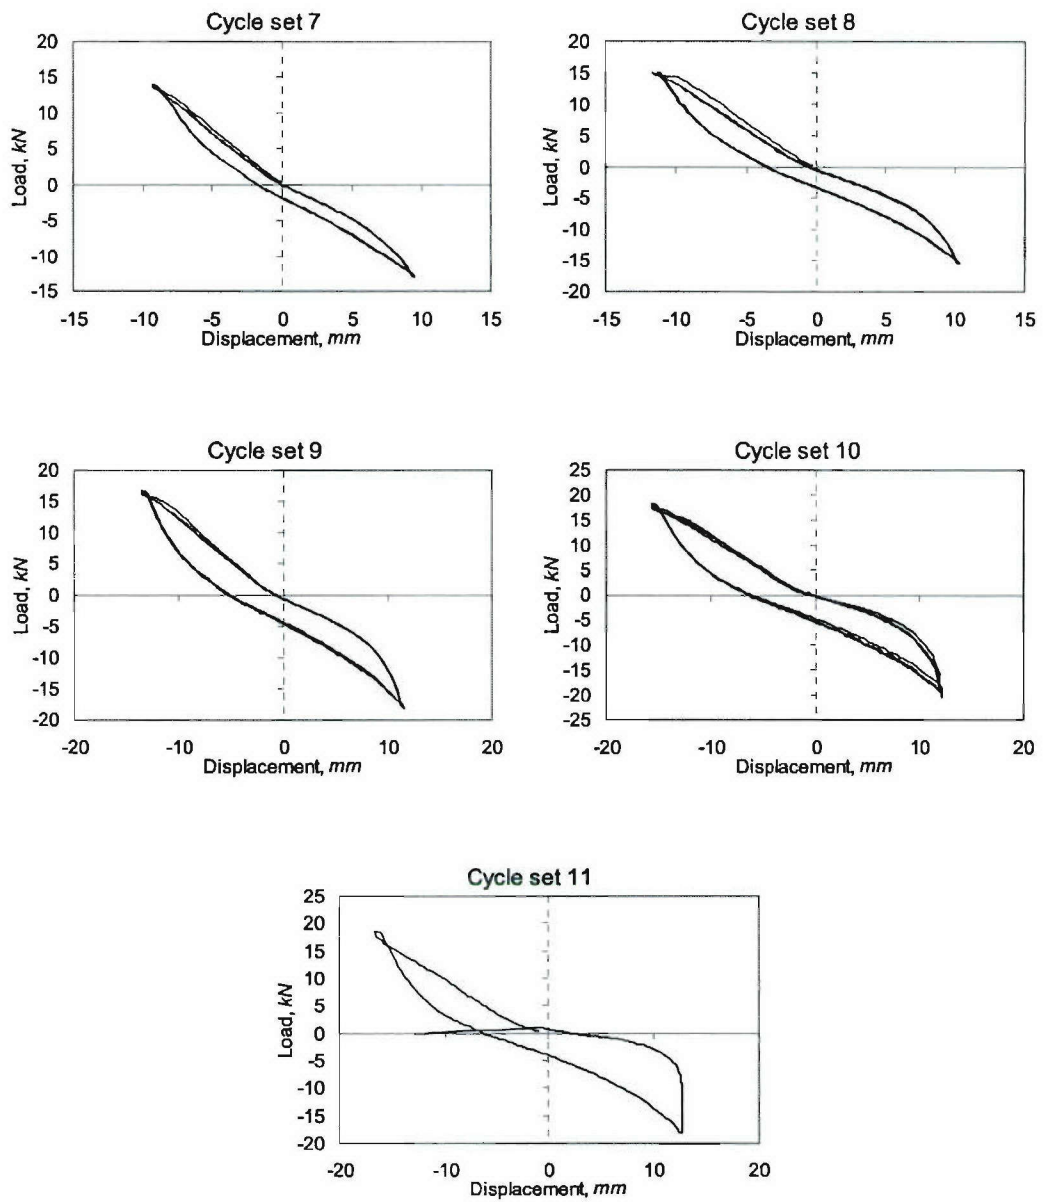 Cycle set 7
20
15
10
5
0
-5
-10
-15
Load, kN
-15 -10 -5 0 5 10 15
Displacement, mm
Cycle set 8
20
15
10
5
0
-5
-10
-15
-20
Load, kN
-15 -10 -5 0 5 10 15
Displacement, mm
Cycle set 9
20
15
10
5
0
-5
-10
-15
-20
Load, kN
-20 -10 0 10 20
Displacement, mm
Cycle set 10
25
20
15
10
5
0
-5
-10
-15
-20
-25
Load, kN
-20 -10 0 10 20
Displacement, mm
Cycle set 11
25
20
15
10
5
0
-5
-10
-15
-20
Load, kN
-20 -10 0 10 20
Displacement, mm